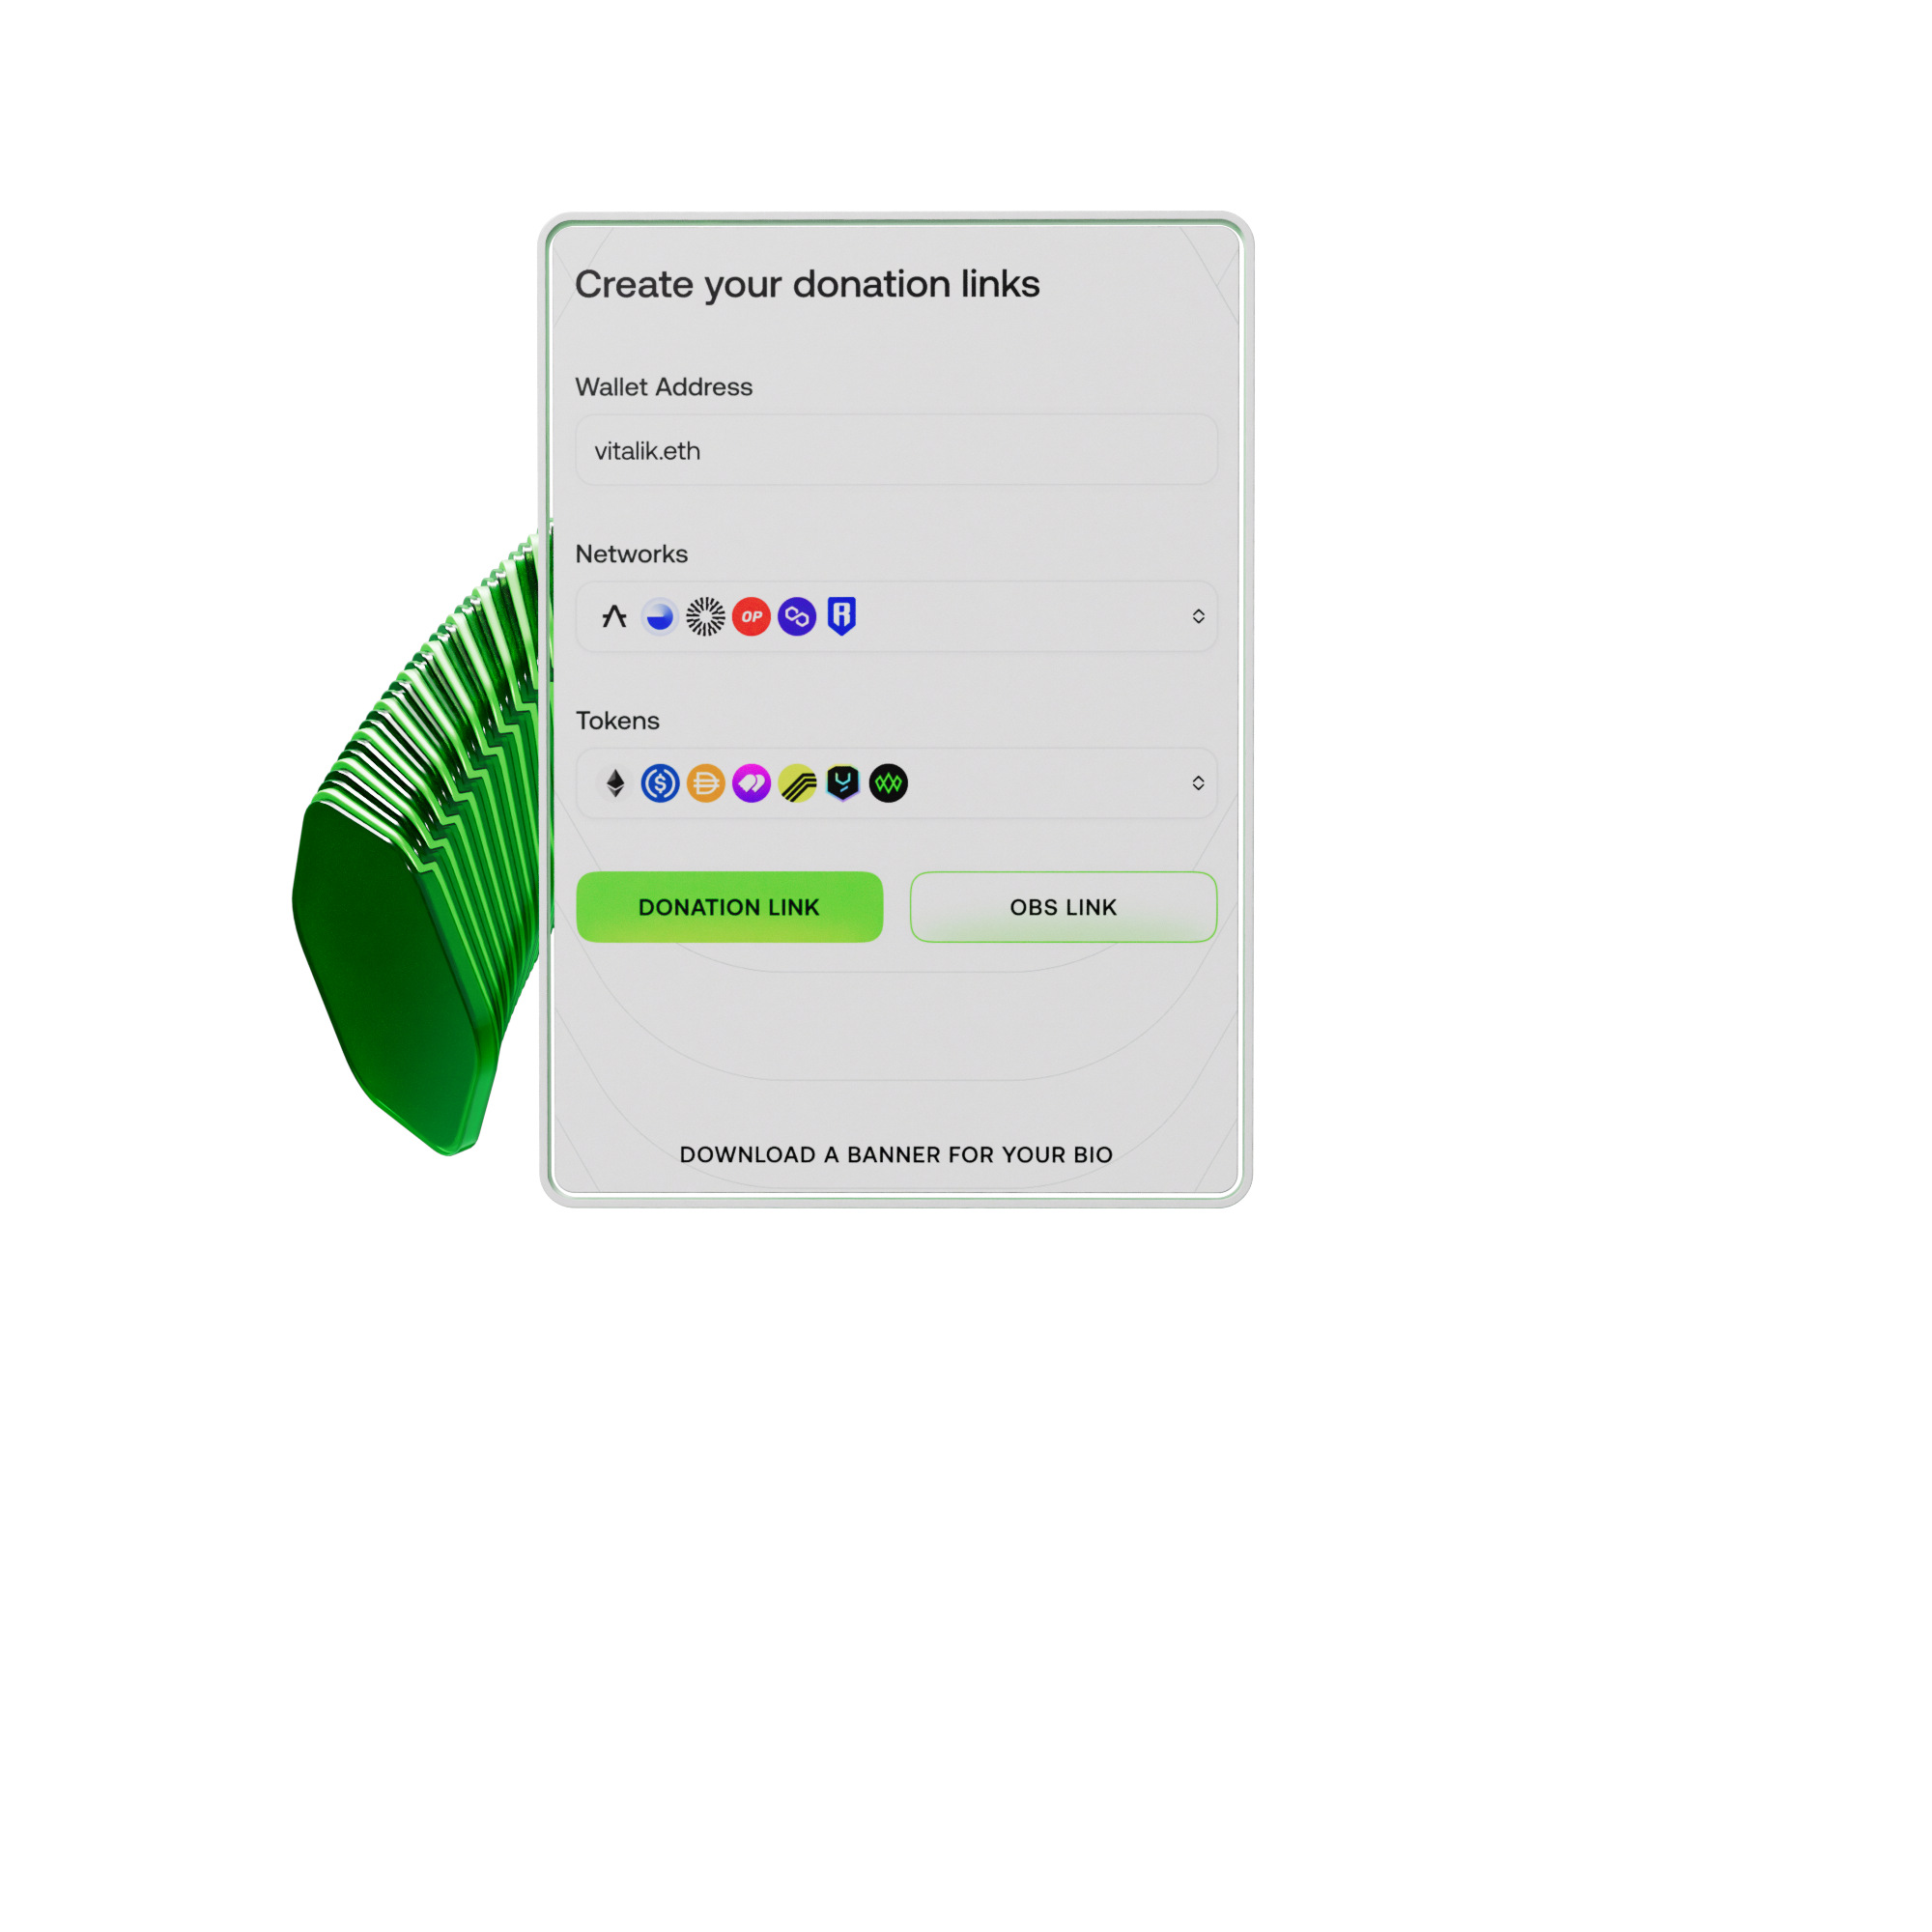 Create your donation links
Wallet Address
vitalik.eth
Networks
OP
Tokens
DONATION LINK
OBS LINK
DOWNLOAD A BANNER FOR YOUR BIO